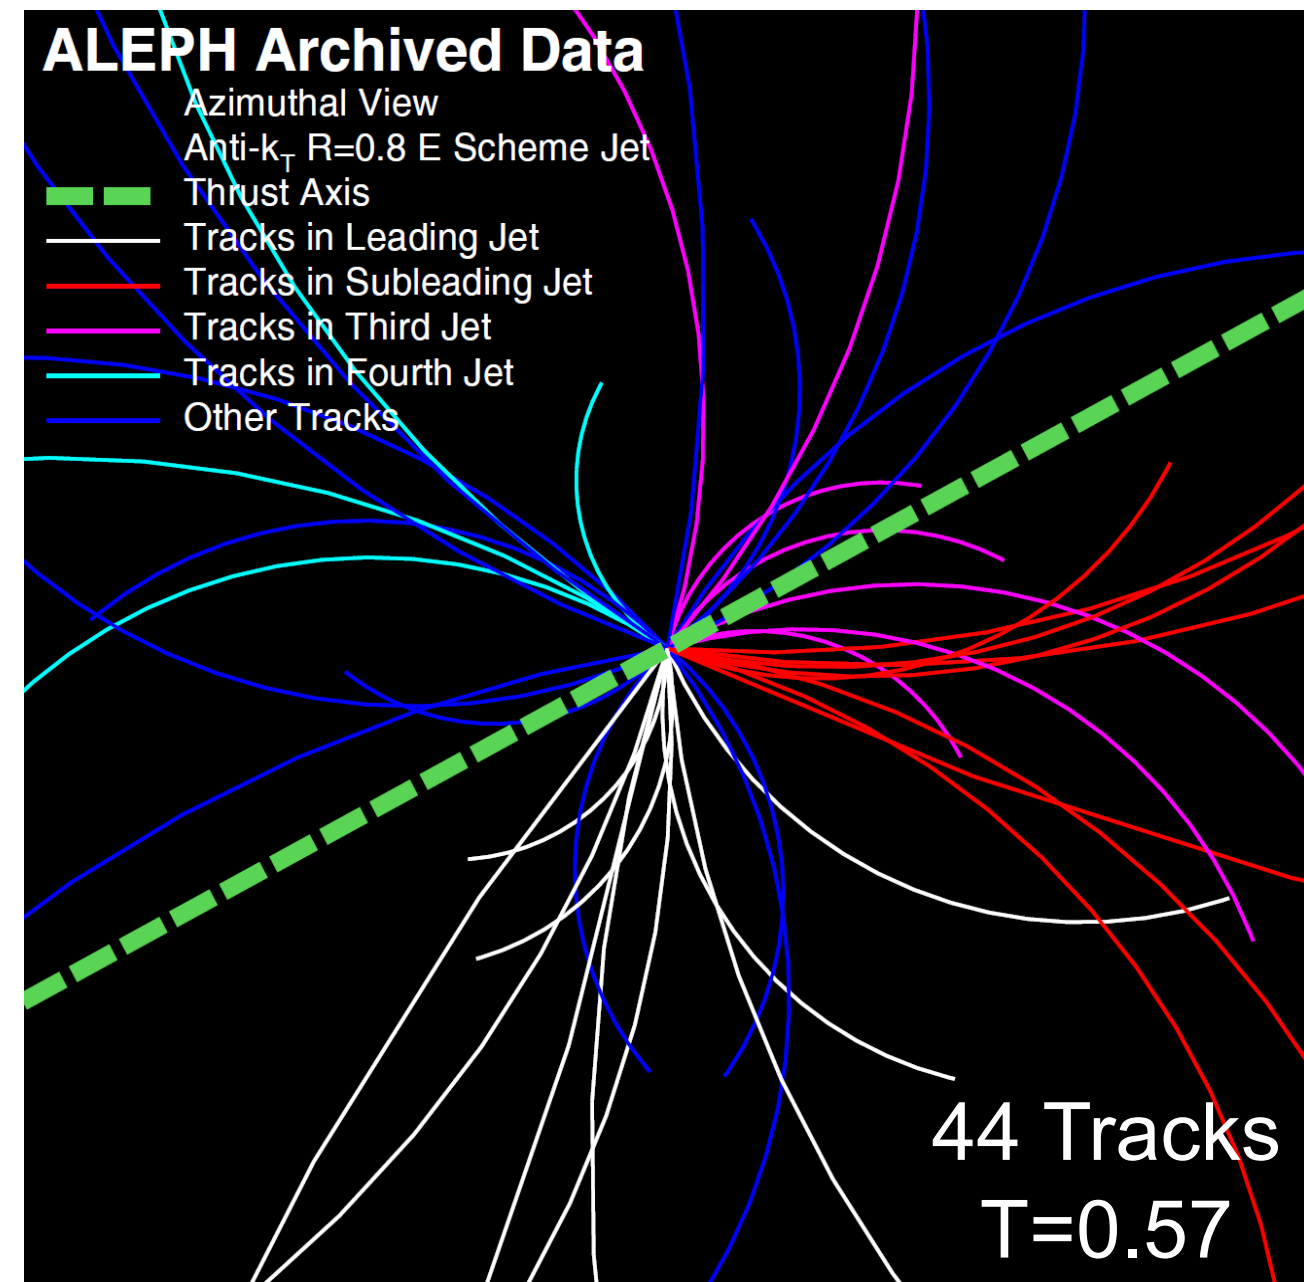 ALEPH Archived Data
Azimuthal View
Anti-k_T R=0.8 E Scheme Jet
Thrust Axis
Tracks in Leading Jet
Tracks in Subleading Jet
Tracks in Third Jet
Tracks in Fourth Jet
Other Tracks
44 Tracks
T=0.57